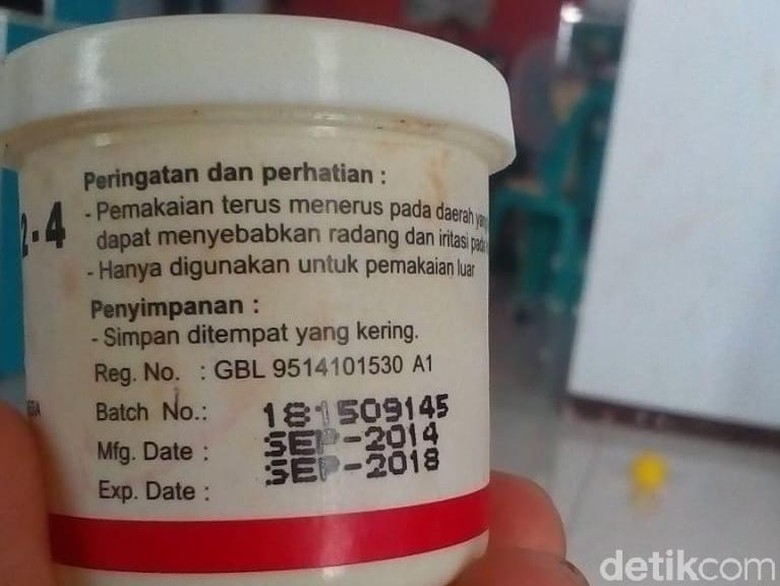 2-4
Peringatan dan perhatian :
- Pemakaian terus menerus pada daerah yang
dapat menyebabkan radang dan iritasi pada
- Hanya digunakan untuk pemakaian luar
Penyimpanan :
- Simpan ditempat yang kering.
Reg. No. : GBL 9514101530 A1
Batch No.: 181509145
Mfg. Date : SEP-2014
Exp. Date : SEP-2018
detikcom